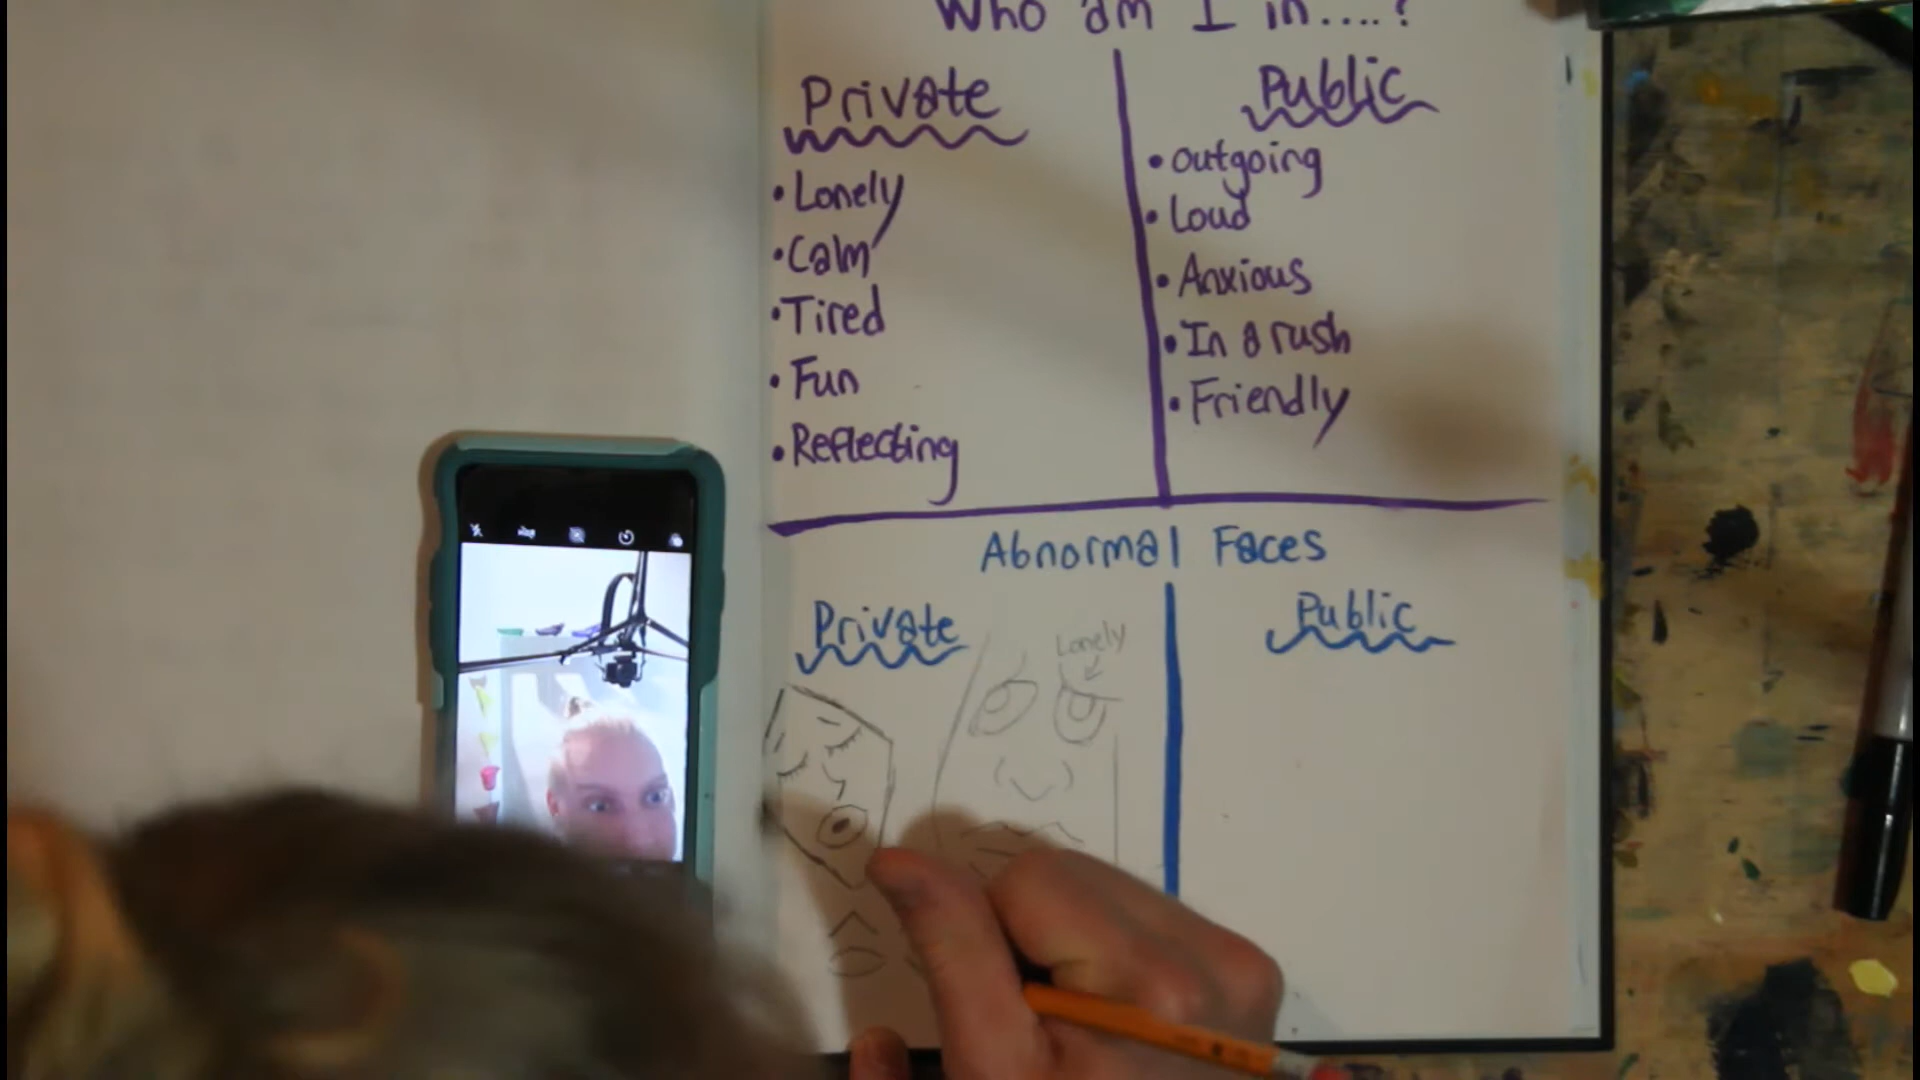 Who am I in....?
Private
• Lonely
• Calm
• Tired
• Fun
• Reflecting
Public
• outgoing
• Loud
• Anxious
• In a rush
• Friendly
Abnormal Faces
Private
Lonely
Public